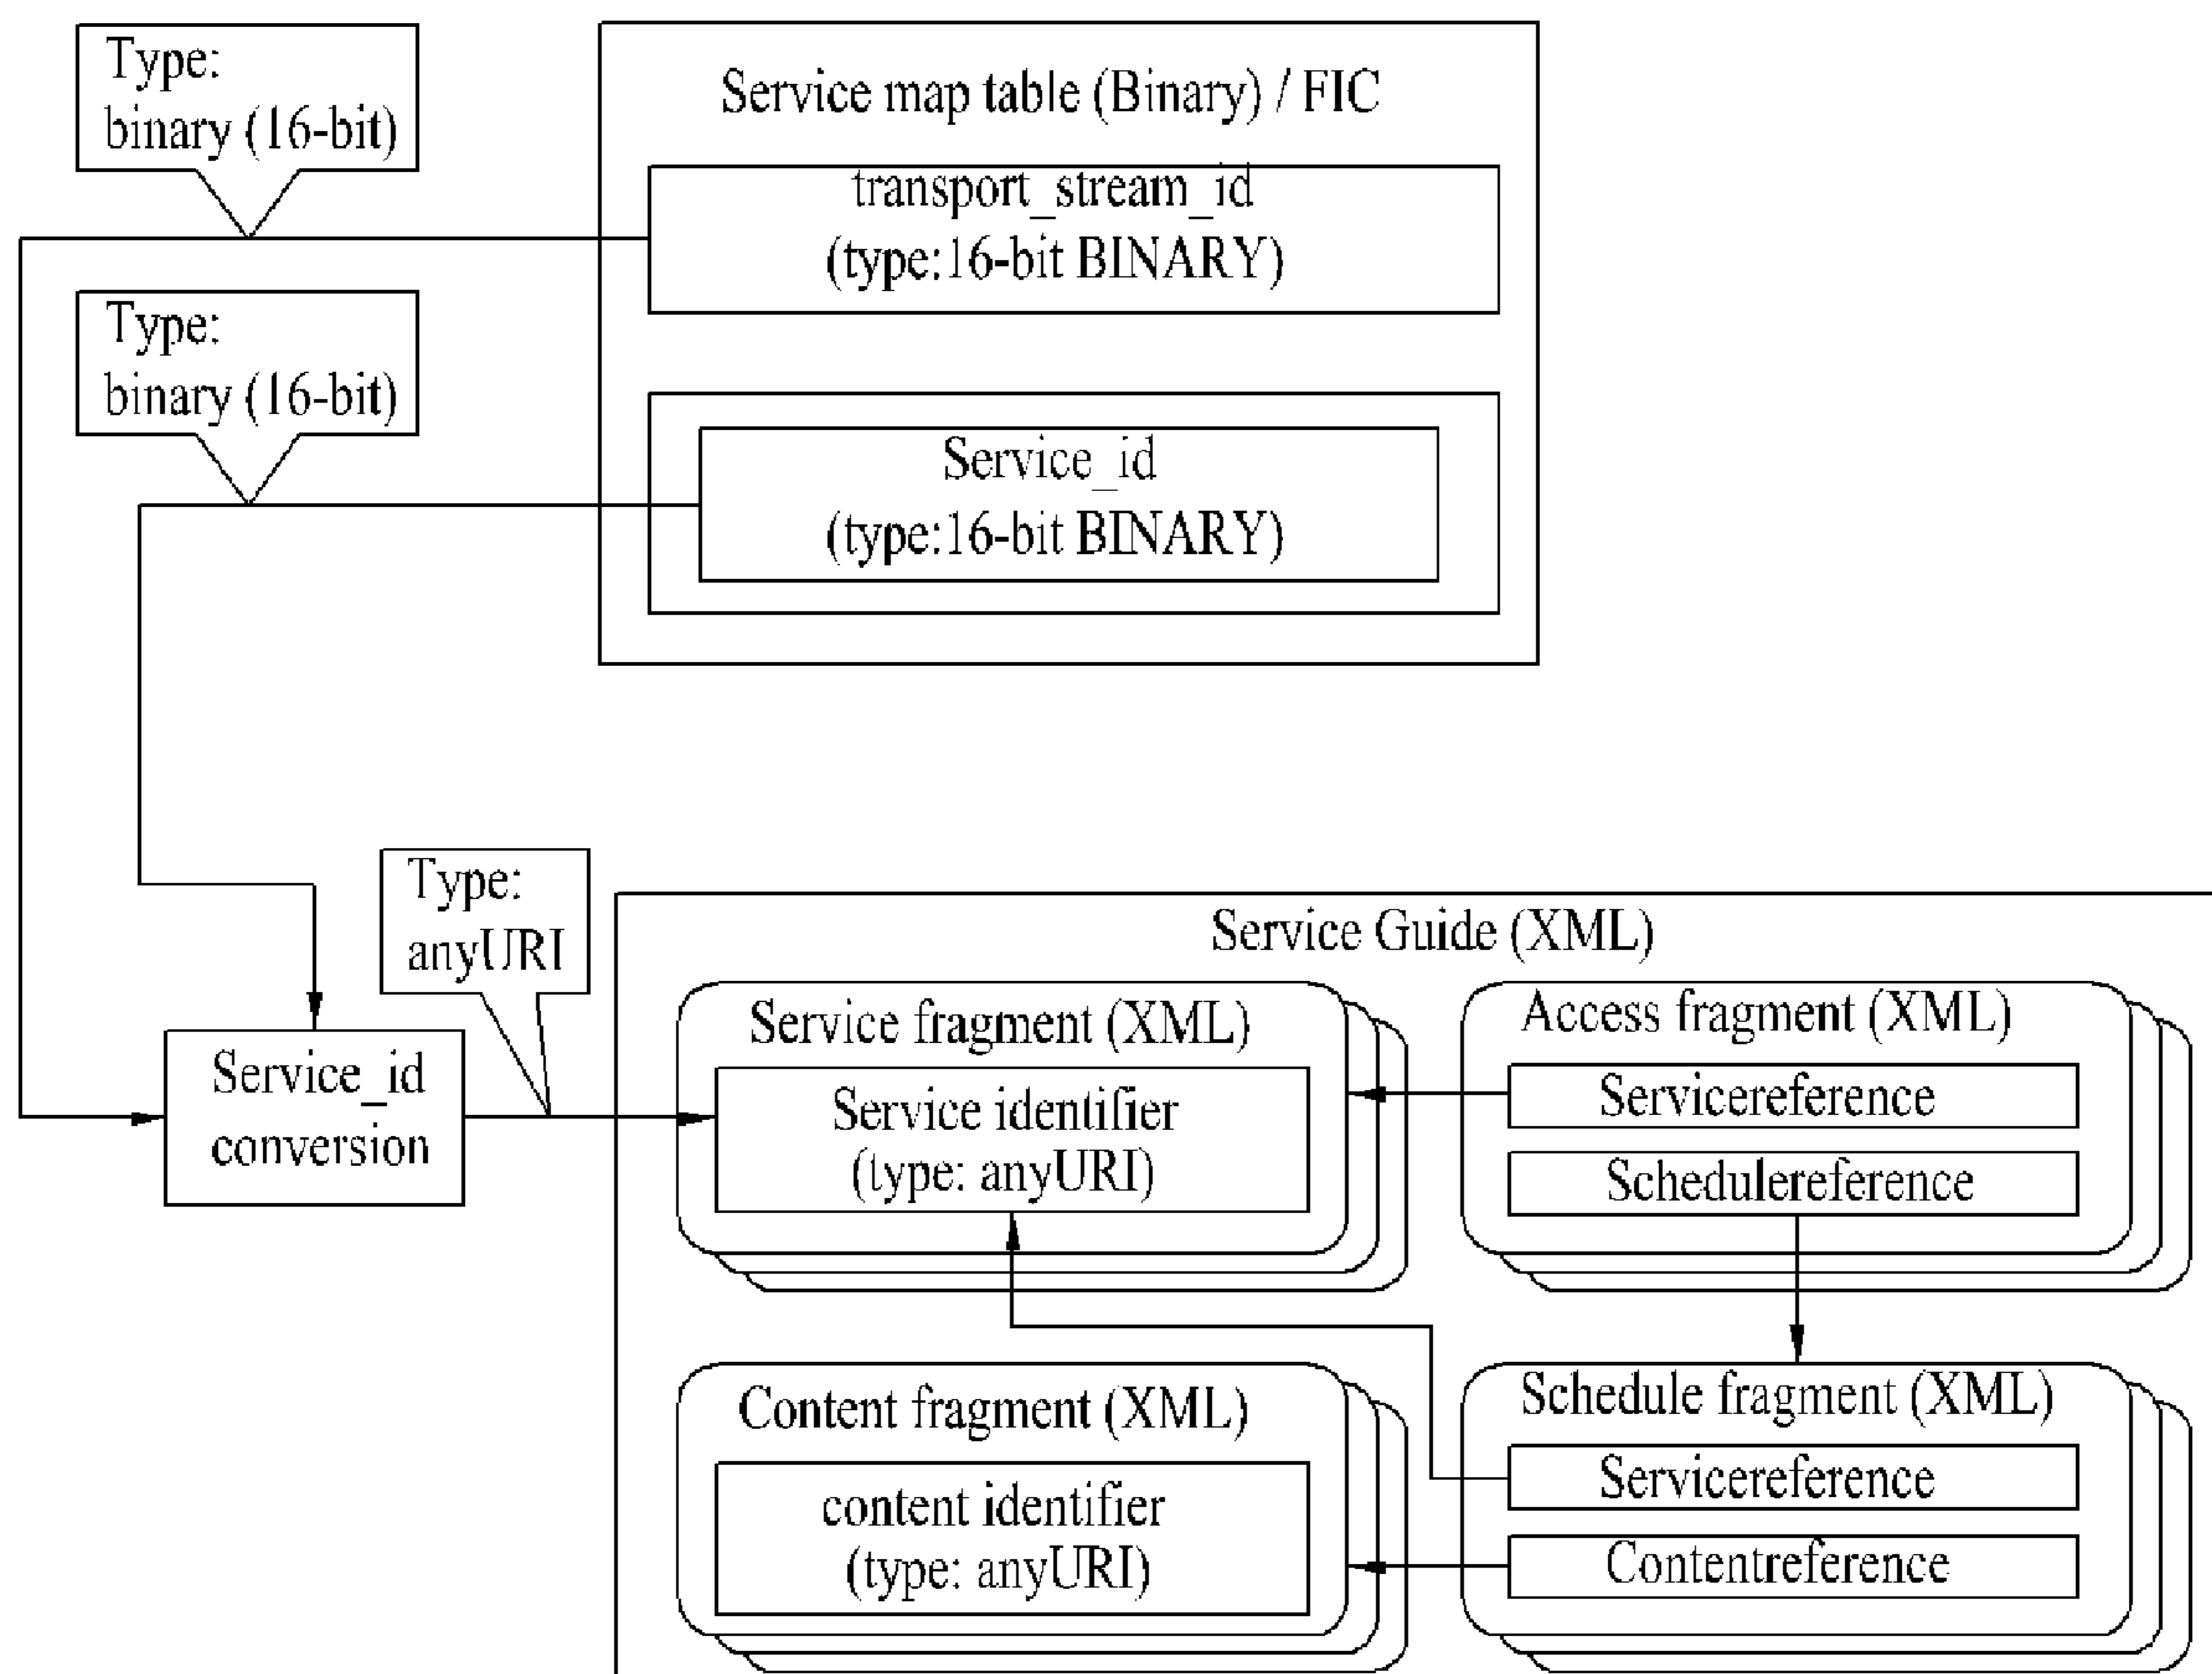 Type:
binary (16-bit)
Service map table (Binary) / FIC
transport_stream_id
(type:16-bit BINARY)
Type:
binary (16-bit)
Service_id
(type:16-bit BINARY)
Type:
anyURI
Service_id
conversion
Service Guide (XML)
Service fragment (XML)
Service identifier
(type: anyURI)
Access fragment (XML)
Servicereference
Schedulereference
Content fragment (XML)
content identifier
(type: anyURI)
Schedule fragment (XML)
Servicereference
Contentreference